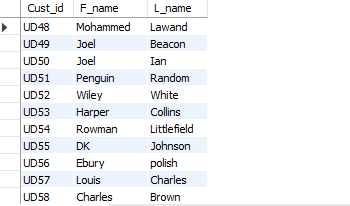 Cust_id F_name L_name
UD48 Mohammed Lawand
UD49 Joel Beacon
UD50 Joel Ian
UD51 Penguin Random
UD52 Wiley White
UD53 Harper Collins
UD54 Rowman Littlefield
UD55 DK Johnson
UD56 Ebury polish
UD57 Louis Charles
UD58 Charles Brown